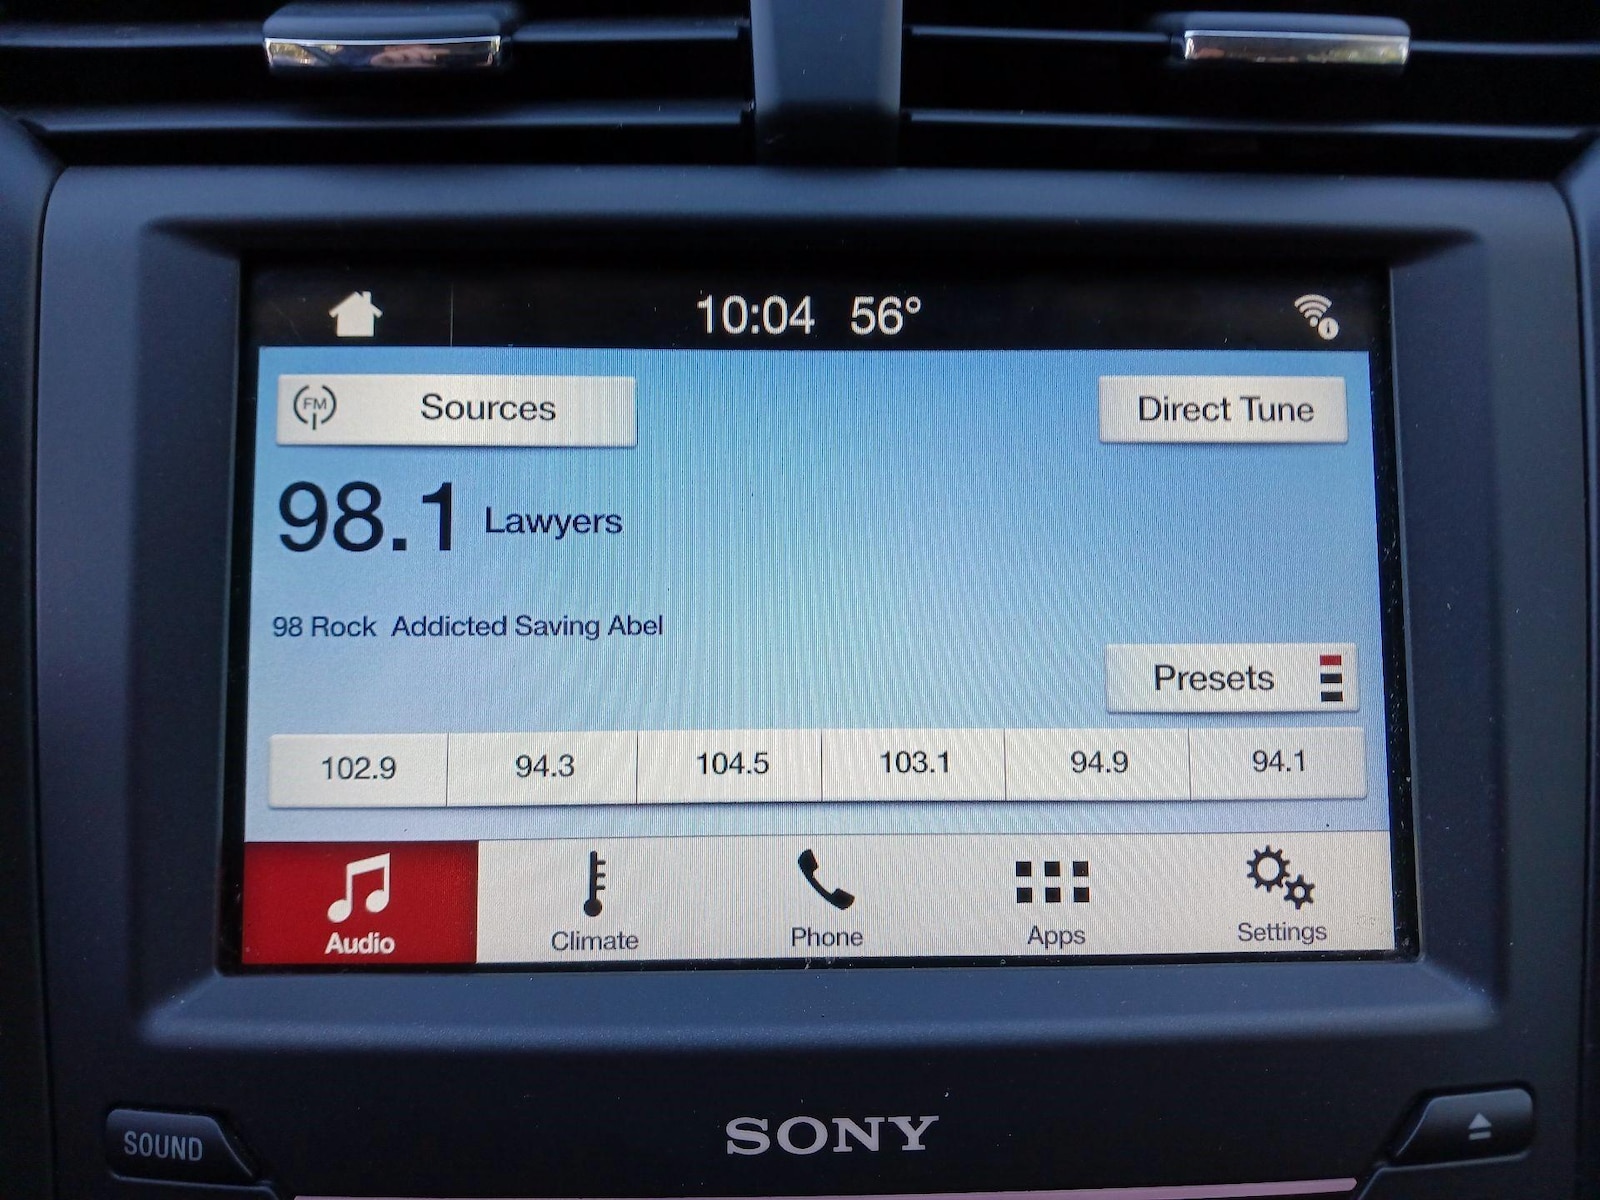 10:04 56°
FM Sources
Direct Tune
98.1 Lawyers
98 Rock Addicted Saving Abel
Presets
102.9 94.3 104.5 103.1 94.9 94.1
Audio Climate Phone Apps Settings
SONY
SOUND